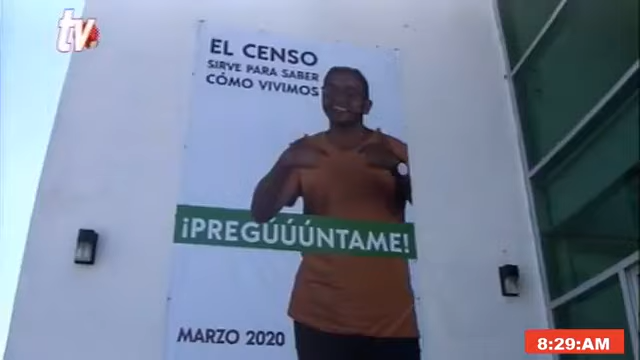 tv.
EL CENSO
SIRVE PARA SABER
CÓMO VIVIMOS
¡PREGÚÚÚNTAME!
MARZO 2020
8:29:AM